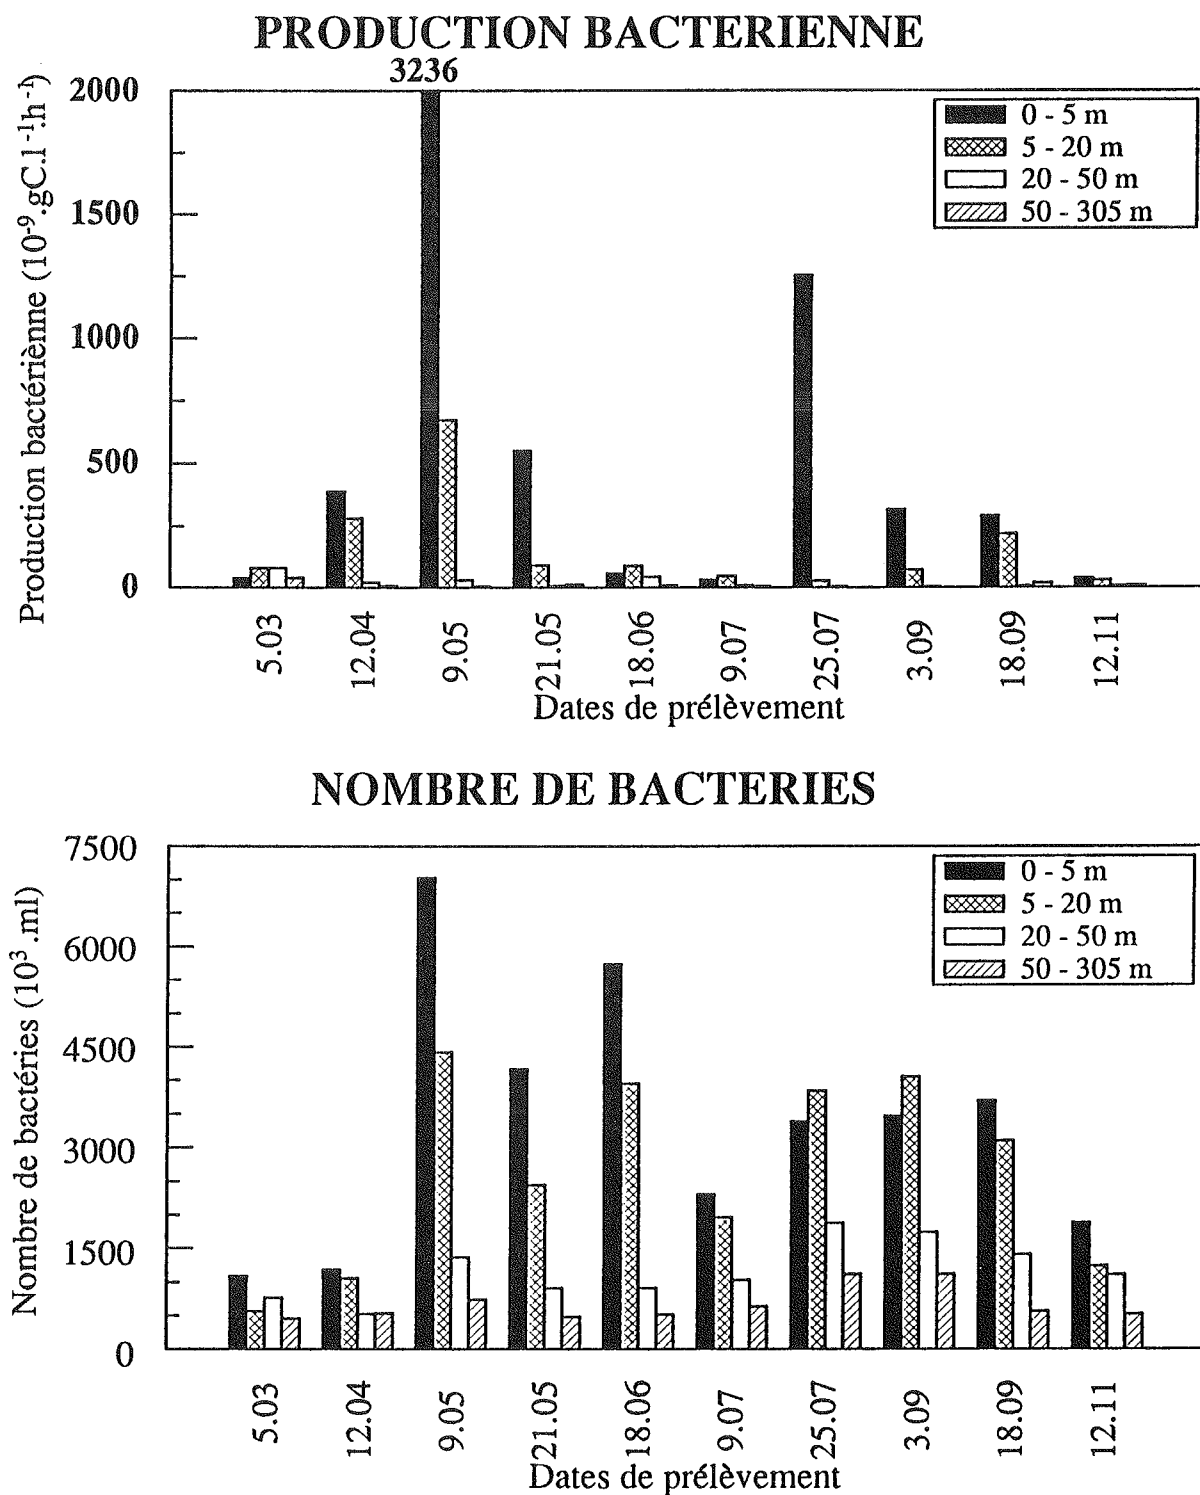 PRODUCTION BACTERIENNE
3236
Production bactériènne (10⁻⁹.gC.l⁻¹.h⁻¹)
2000
1500
1000
500
0
0 - 5 m
5 - 20 m
20 - 50 m
50 - 305 m
5.03
12.04
9.05
21.05
18.06
9.07
25.07
3.09
18.09
12.11
Dates de prélèvement
NOMBRE DE BACTERIES
Nombre de bactéries (10³.ml)
7500
6000
4500
3000
1500
0
0 - 5 m
5 - 20 m
20 - 50 m
50 - 305 m
5.03
12.04
9.05
21.05
18.06
9.07
25.07
3.09
18.09
12.11
Dates de prélèvement